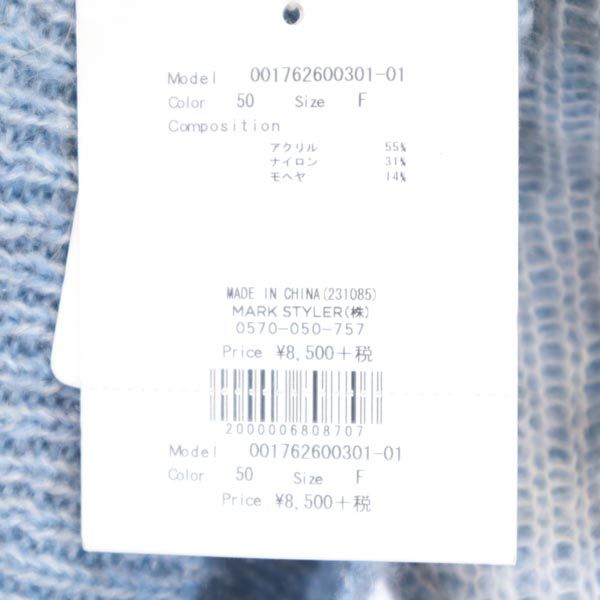 Model 001762600301-01
Color 50 Size F
Composition
アクリル 55%
ナイロン 31%
モヘヤ 14%
MADE IN CHINA(231085)
MARK STYLER(株)
0570-050-757
Price ¥8,500+税
2000006808707
Model 001762600301-01
Color 50 Size F
Price ¥8,500+税